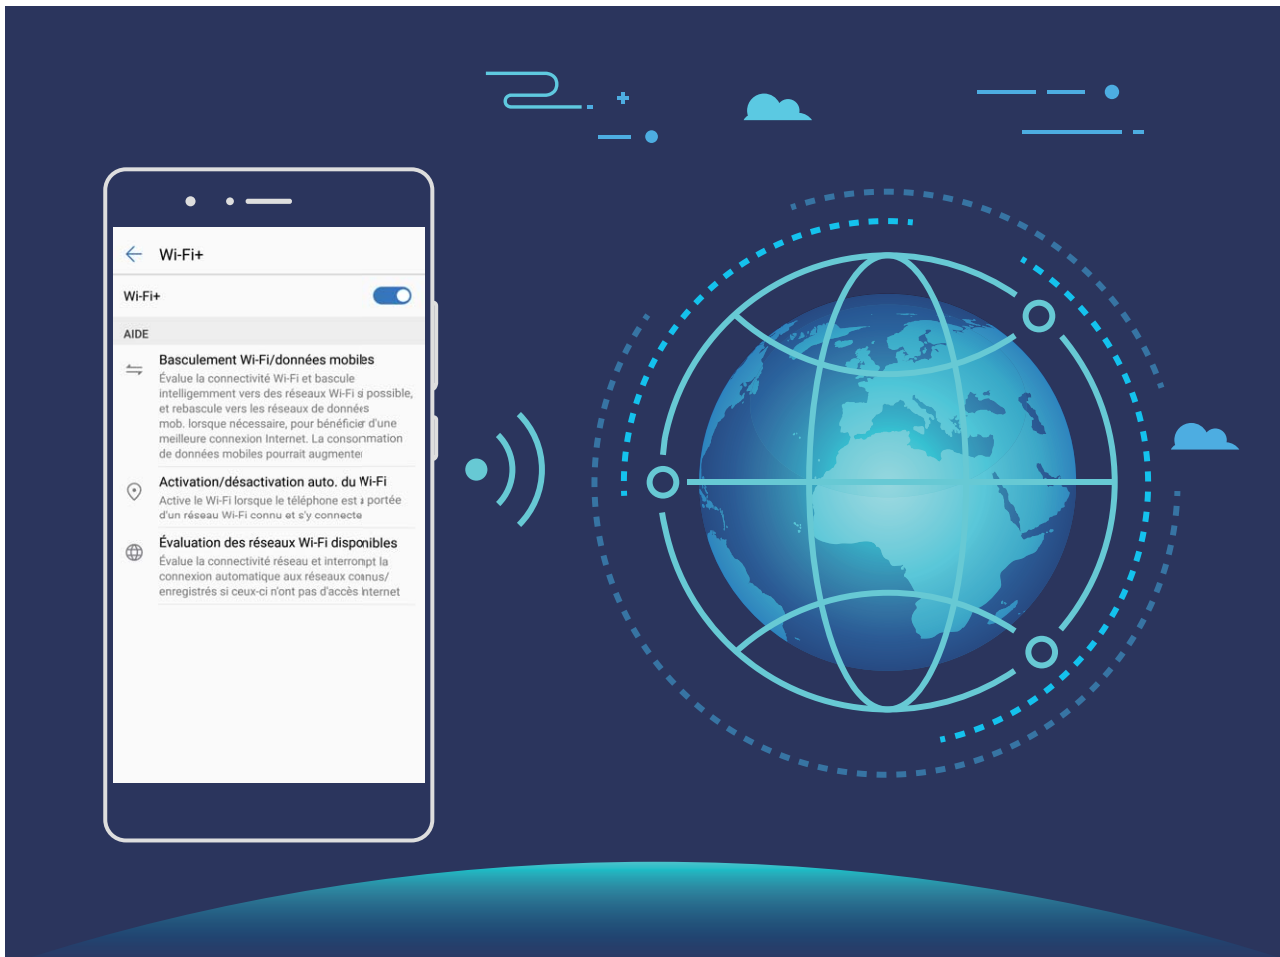 Wi-Fi+
Wi-Fi+
AIDE
Basculement Wi-Fi/données mobiles
Évalue la connectivité Wi-Fi et bascule
intelligemment vers des réseaux Wi-Fi si possible,
et rebascule vers les réseaux de données
mob. lorsque nécessaire, pour bénéficier d'une
meilleure connexion Internet. La consommation
de données mobiles pourrait augmenter
Activation/désactivation auto. du Wi-Fi
Active le Wi-Fi lorsque le téléphone est à portée
d'un réseau Wi-Fi connu et s'y connecte
Évaluation des réseaux Wi-Fi disponibles
Évalue la connectivité réseau et interrompt la
connexion automatique aux réseaux connus/
enregistrés si ceux-ci n'ont pas d'accès Internet